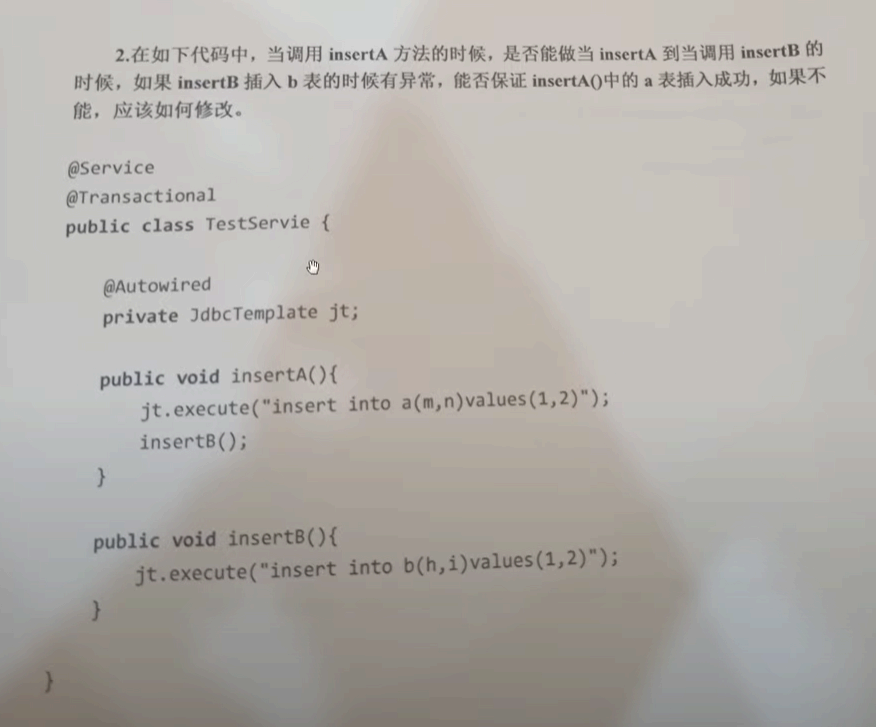 2.在如下代码中，当调用 insertA 方法的时候，是否能做当 insertA 到当调用 insertB 的
时候，如果 insertB 插入 b 表的时候有异常，能否保证 insertA()中的 a 表插入成功，如果不
能，应该如何修改。
@Service
@Transactional
public class TestServie {
@Autowired
private JdbcTemplate jt;
public void insertA(){
jt.execute("insert into a(m,n)values(1,2)");
insertB();
}
public void insertB(){
jt.execute("insert into b(h,i)values(1,2)");
}
}